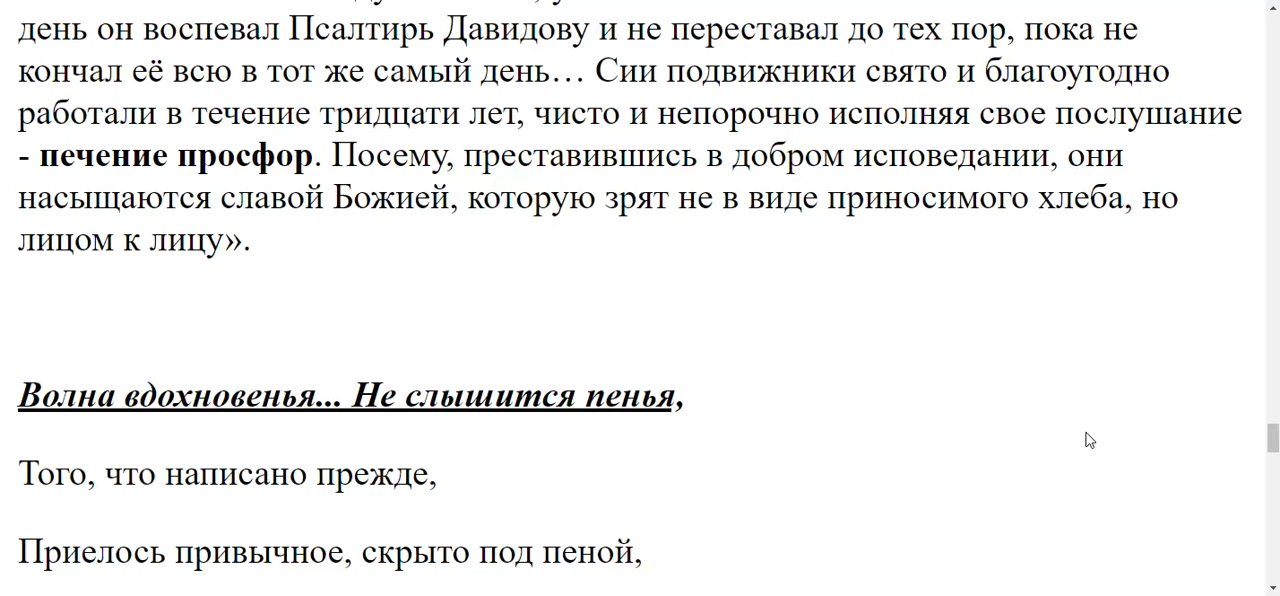 день он воспевал Псалтирь Давидову и не переставал до тех пор, пока не
кончал её всю в тот же самый день… Сии подвижники свято и благоугодно
работали в течение тридцати лет, чисто и непорочно исполняя свое послушание
- печение просфор. Посему, преставившись в добром исповедании, они
насыщаются славой Божией, которую зрят не в виде приносимого хлеба, но
лицом к лицу».
Волна вдохновенья... Не слышится пенья,
Того, что написано прежде,
Приелось привычное, скрыто под пеной,